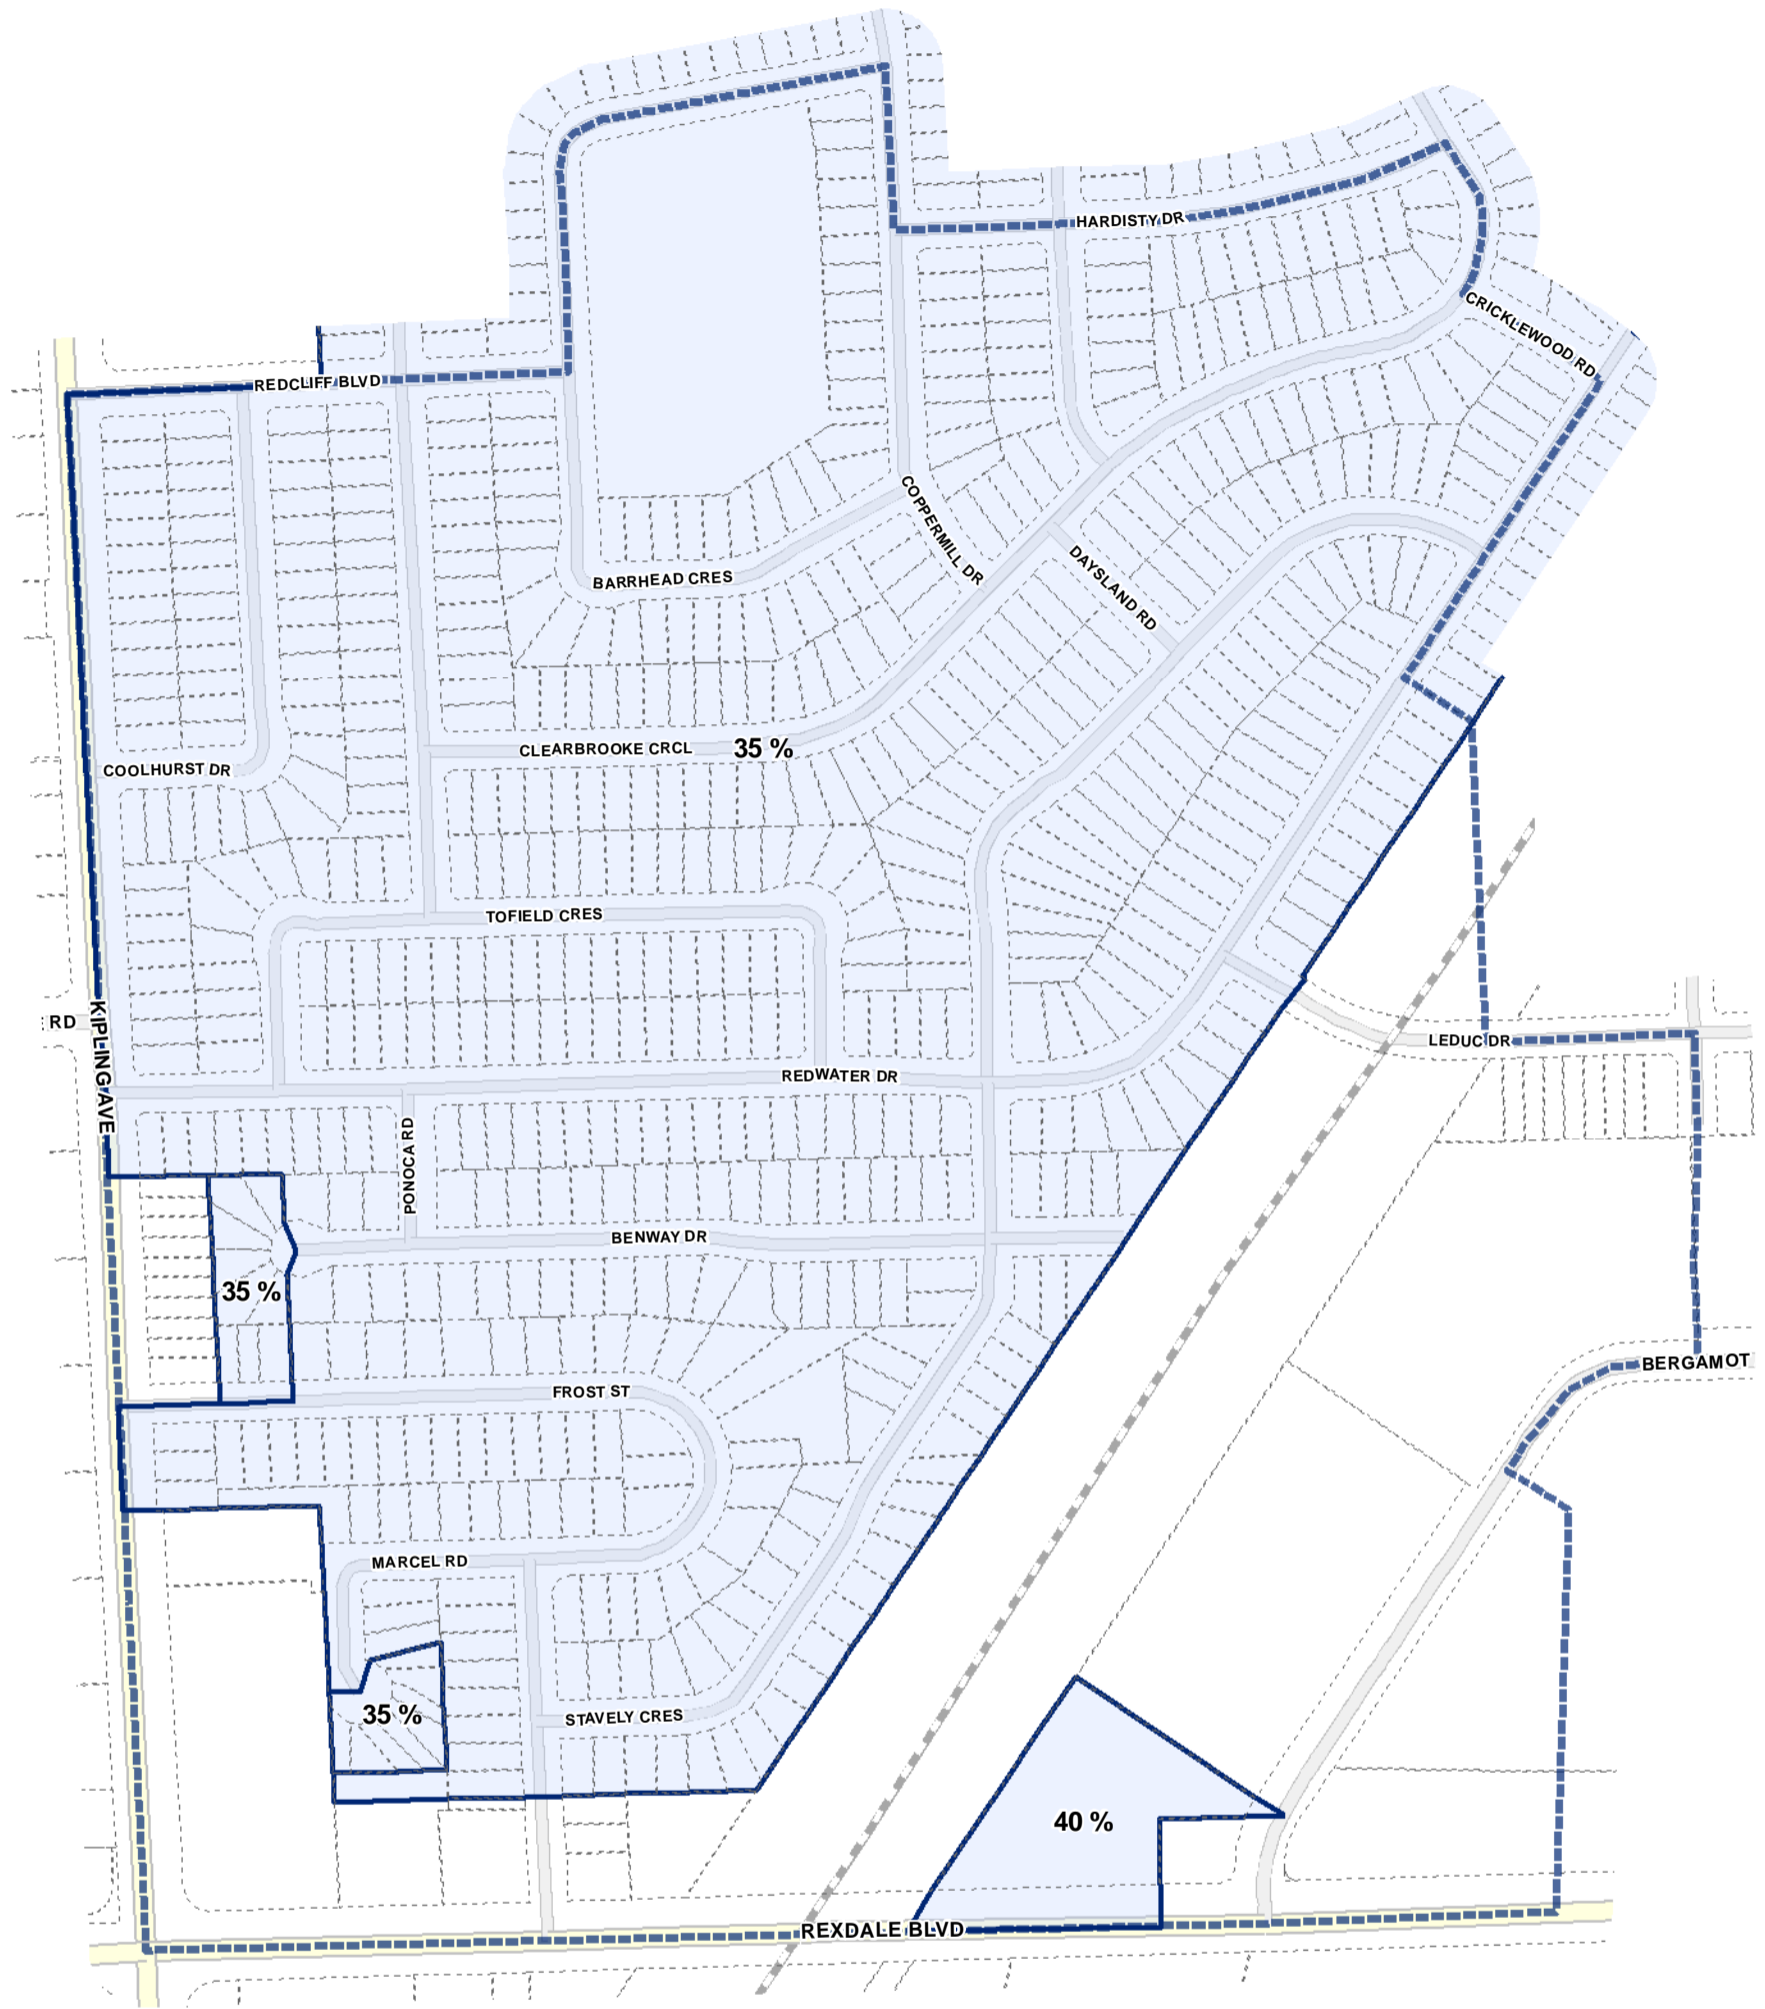 HARDISTY DR
CRICKLEWOOD RD
REDCLIFF BLVD
COPPERMILL DR
DAYSLAND RD
BARRHEAD CRES
CLEARBROOKE CRCL
35 %
COOLHURST DR
TOFIELD CRES
RD
KIPLING AVE
LEDUC DR
REDWATER DR
PONOCA RD
BENWAY DR
35 %
BERGAMOT
FROST ST
MARCEL RD
35 %
STAVELY CRES
40 %
REXDALE BLVD